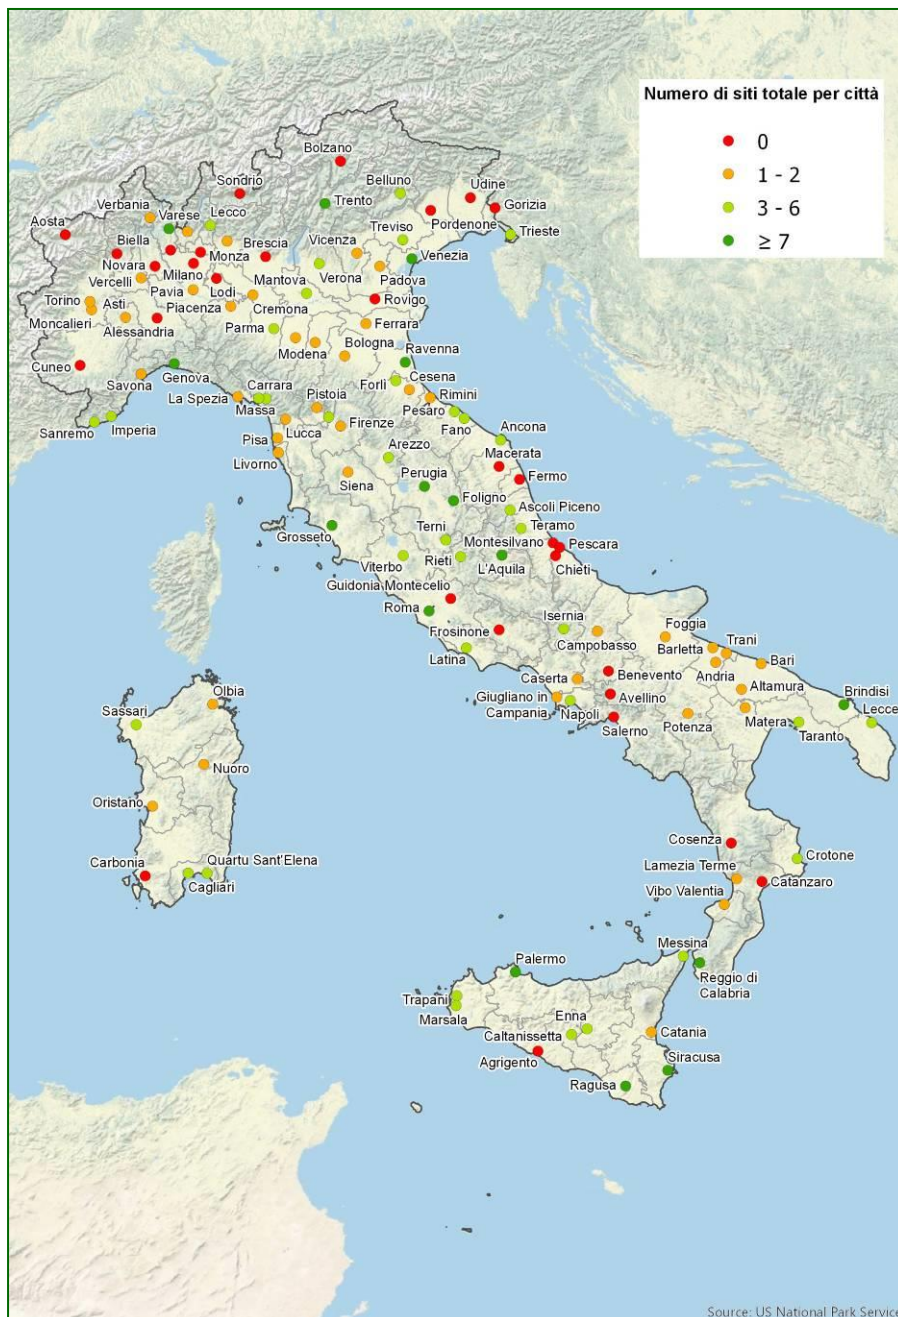 Numero di siti totale per città
0
1 - 2
3 - 6
≥ 7
Bolzano
Sondrio
Belluno
Udine
Verbania
Trento
Gorizia
Aosta
Varese
Lecco
Pordenone
Treviso
Trieste
Biella
Brescia
Vicenza
Monza
Venezia
Novara
Milano
Mantova
Verona
Padova
Vercelli
Pavia
Lodi
Torino
Asti
Piacenza
Cremona
Rovigo
Moncalieri
Alessandria
Parma
Ferrara
Modena
Bologna
Ravenna
Cuneo
Genova
Savona
Forlì
Cesena
La Spezia
Carrara
Pistoia
Rimini
Massa
Pesaro
Sanremo
Imperia
Lucca
Firenze
Fano
Ancona
Pisa
Arezzo
Macerata
Livorno
Perugia
Fermo
Siena
Foligno
Ascoli Piceno
Grosseto
Terni
Teramo
Montesilvano
Pescara
Viterbo
Rieti
L'Aquila
Chieti
Guidonia Montecelio
Roma
Isernia
Foggia
Frosinone
Campobasso
Barletta
Trani
Latina
Andria
Bari
Caserta
Benevento
Olbia
Giugliano in
Campania
Avellino
Altamura
Brindisi
Sassari
Napoli
Salerno
Potenza
Matera
Lecce
Taranto
Nuoro
Oristano
Cosenza
Carbonia
Quartu Sant'Elena
Crotone
Cagliari
Lamezia Terme
Catanzaro
Vibo Valentia
Messina
Palermo
Reggio di
Calabria
Trapani
Marsala
Enna
Caltanissetta
Catania
Agrigento
Siracusa
Ragusa
Source: US National Park Service